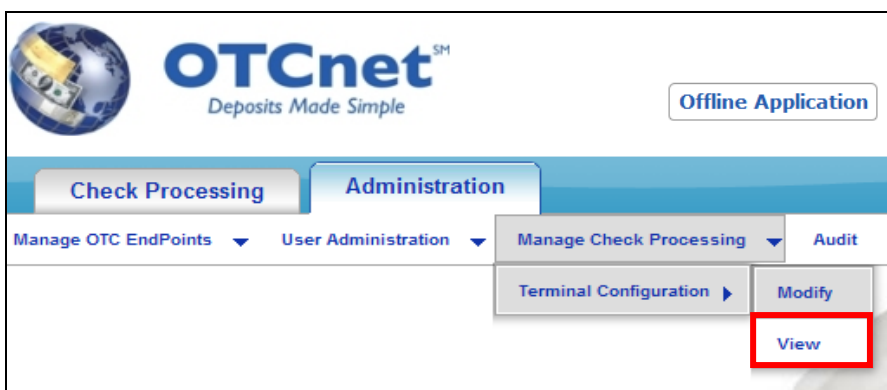 OTCnet℠
Deposits Made Simple
Offline Application
Check Processing Administration
Manage OTC EndPoints User Administration Manage Check Processing Audit
Terminal Configuration Modify
View